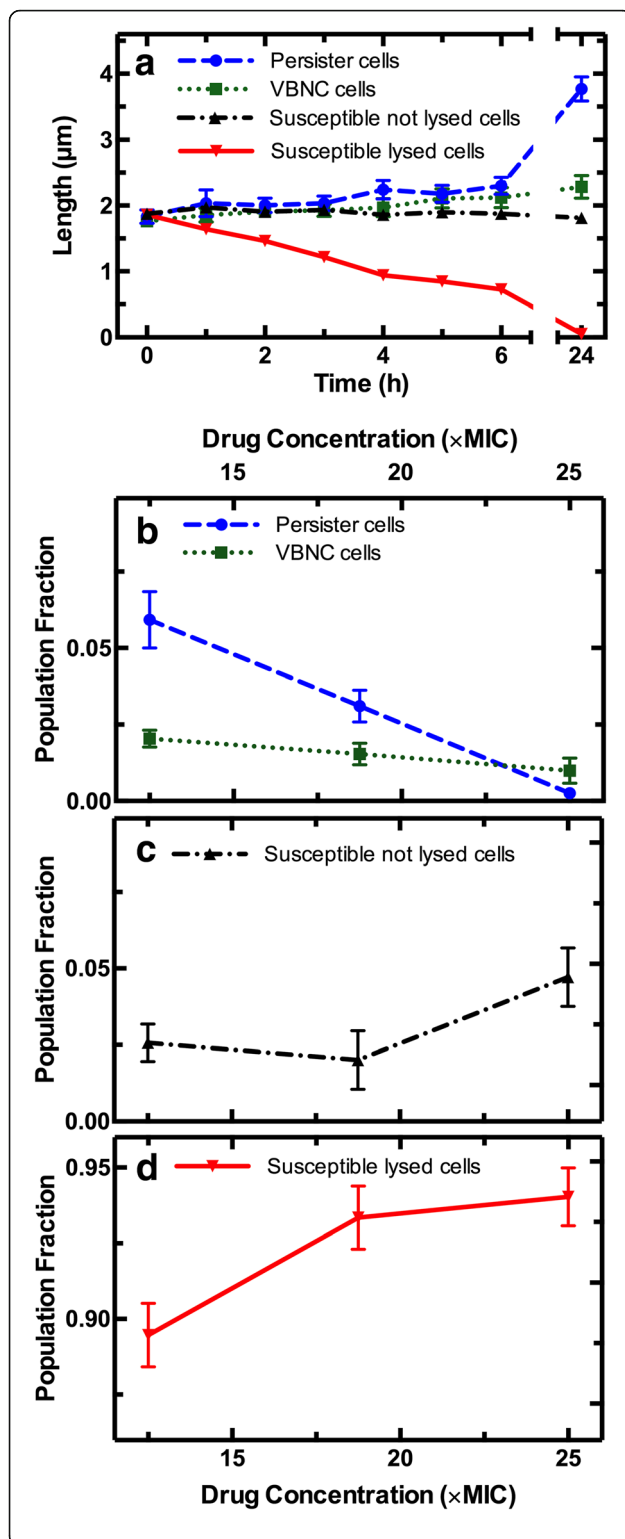 a
Persister cells
VBNC cells
Susceptible not lysed cells
Susceptible lysed cells
Length (µm)
4
3
2
1
0
0 2 4 6 24
Time (h)
Drug Concentration (×MIC)
15 20 25
b
Persister cells
VBNC cells
Population Fraction
0.05
0.00
c
Susceptible not lysed cells
Population Fraction
0.05
0.00
d
Susceptible lysed cells
Population Fraction
0.95
0.90
15 20 25
Drug Concentration (×MIC)